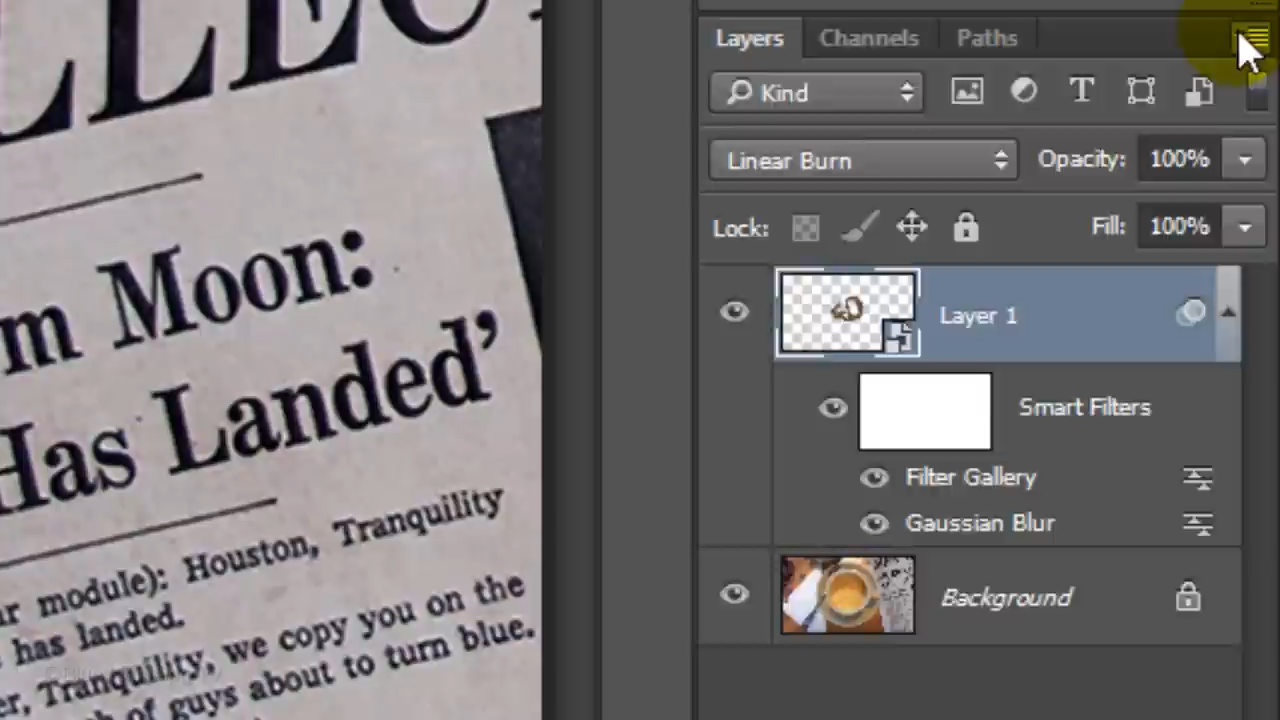 LLEC
m Moon:
Has Landed’
ar module): Houston, Tranquility
has landed.
er, Tranquility, we copy you on the
of guys about to turn blue.
Layers Channels Paths
Kind
Linear Burn Opacity: 100%
Lock: Fill: 100%
Layer 1
Smart Filters
Filter Gallery
Gaussian Blur
Background